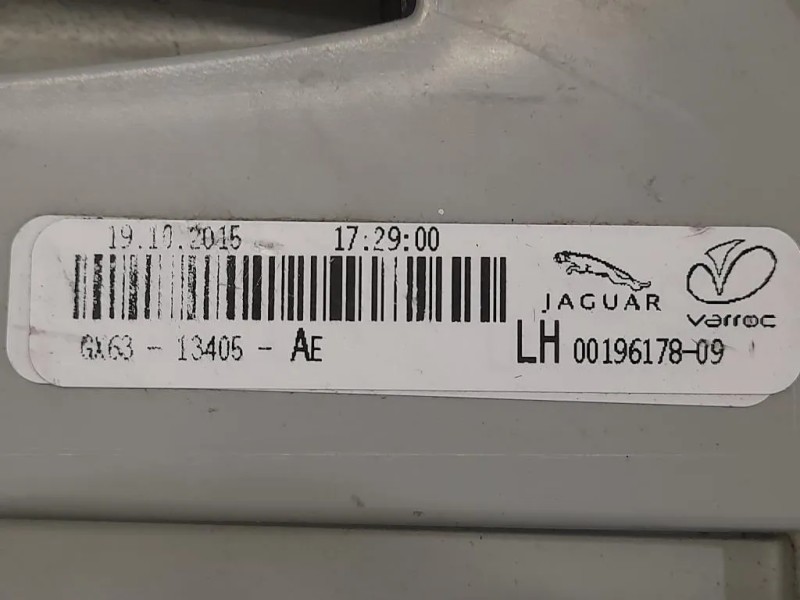 19.10.2015 17:29:00
GX63 - 13405 - AE
LH 00196178-09
JAGUAR
varroc